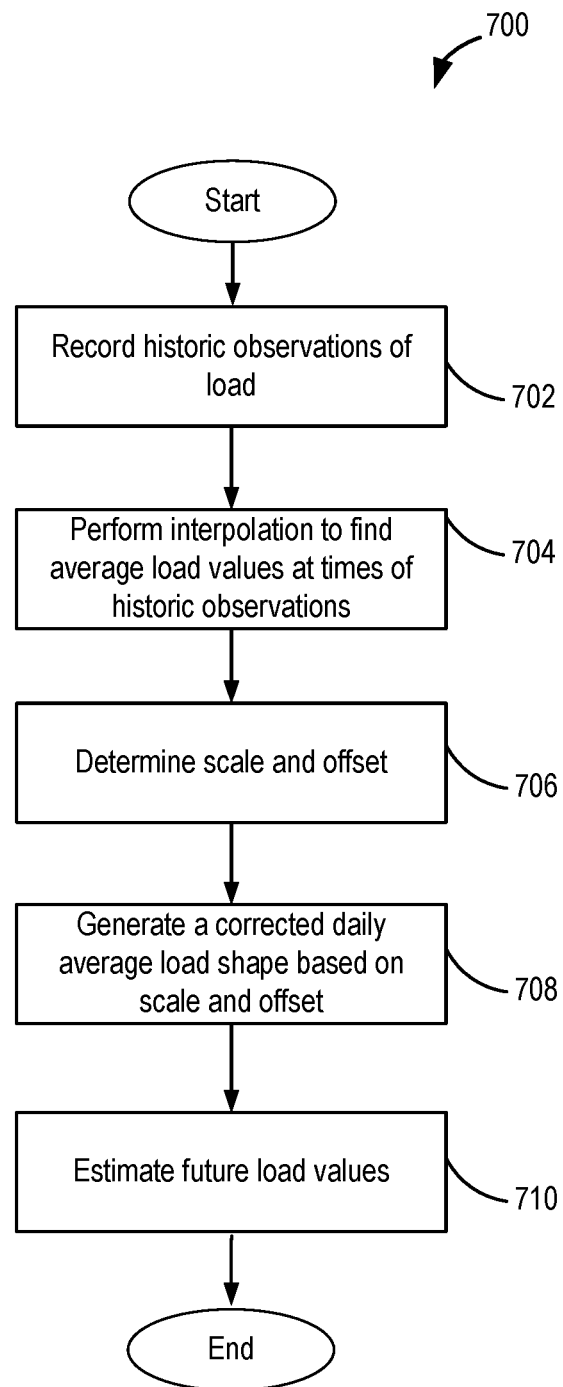 700
Start
Record historic observations of
load
702
Perform interpolation to find
average load values at times of
historic observations
704
Determine scale and offset
706
Generate a corrected daily
average load shape based on
scale and offset
708
Estimate future load values
710
End